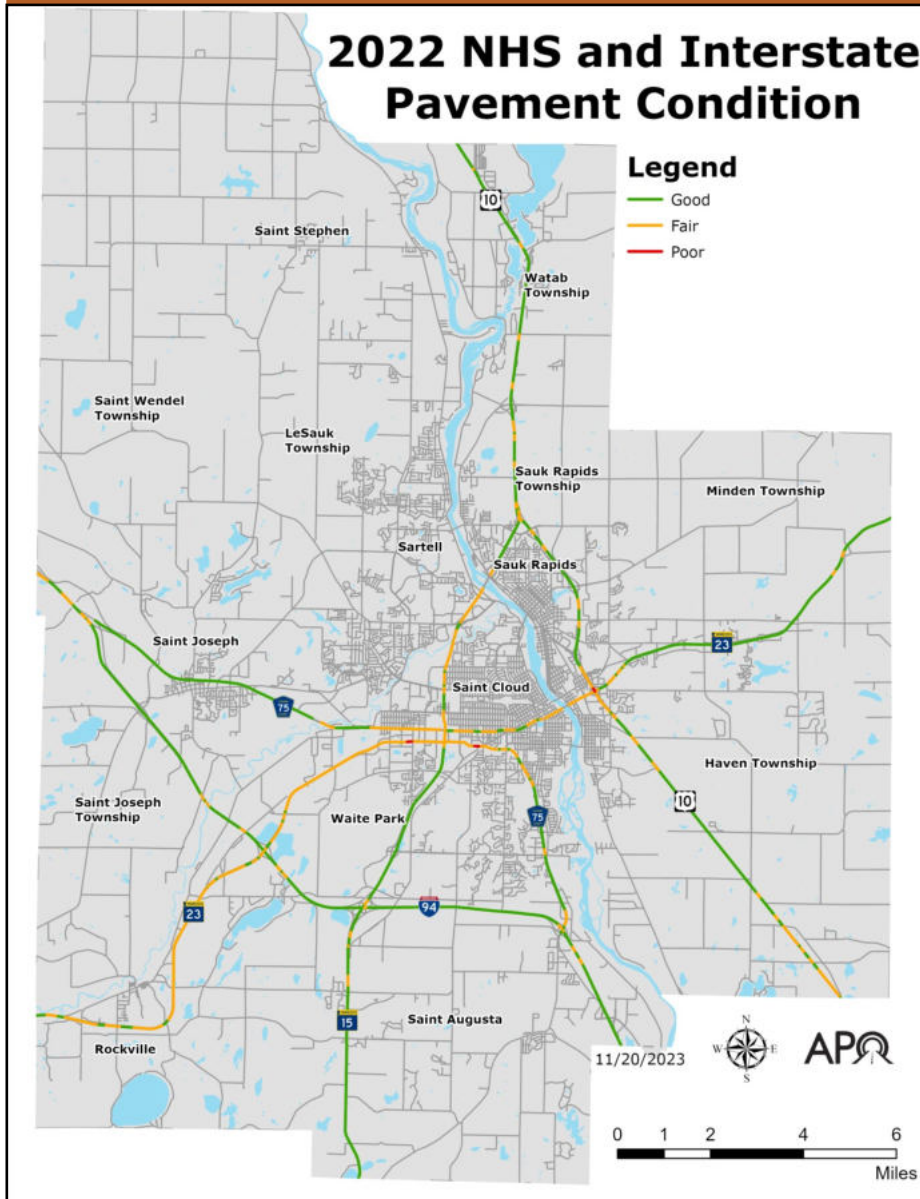 2022 NHS and Interstate
Pavement Condition
Legend
Good
Fair
Poor
10
Saint Stephen
Watab
Township
Saint Wendel
Township
LeSauk
Township
Sauk Rapids
Township
Minden Township
Sartell
Sauk Rapids
Saint Joseph
23
Saint Cloud
75
Haven Township
Saint Joseph
Township
Waite Park
75
10
94
23
15
Saint Augusta
Rockville
11/20/2023
N
W E
S
APO
0 1 2 4 6
Miles